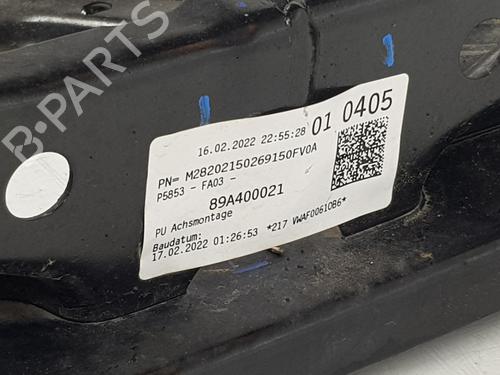 B-PARTS
16.02.2022 22:55:28 01 0405
PN= M28202150269150FV0A
P5853 - FA03 -
89A400021
PU Achsmontage
Baudatum:
17.02.2022 01:26:53 *217 VWAF00610B6*